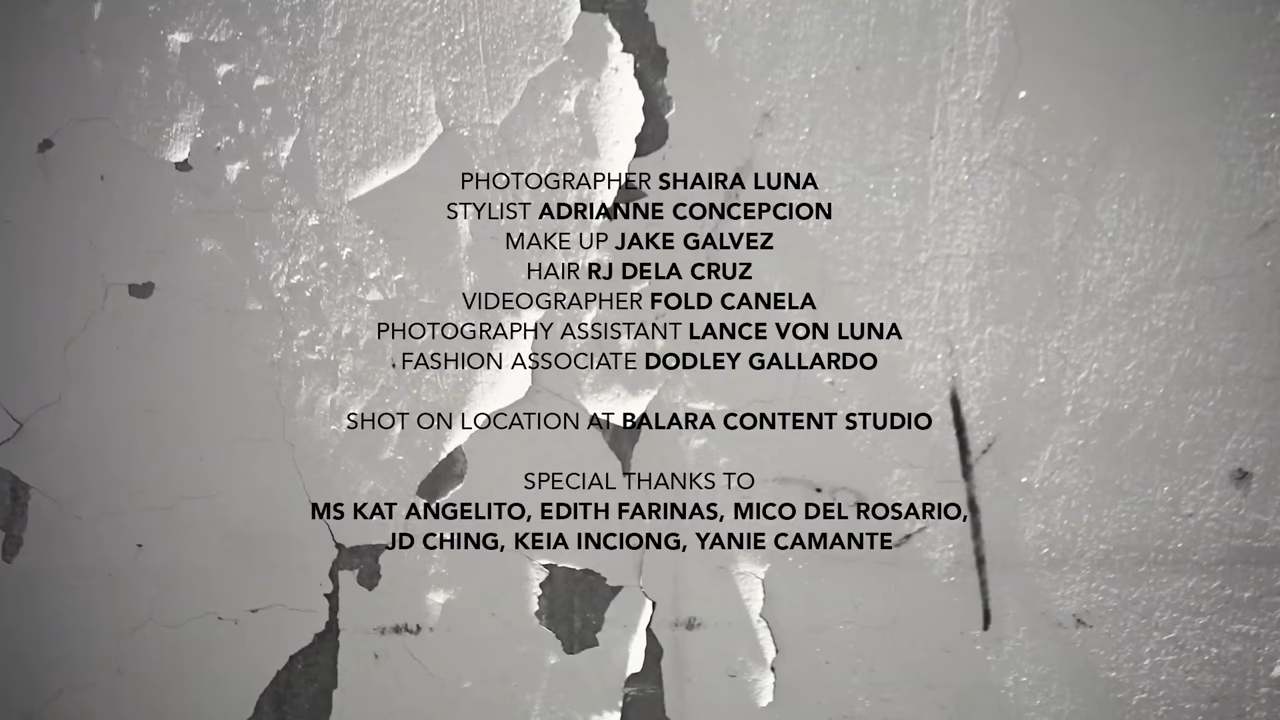 PHOTOGRAPHER SHAIRA LUNA
STYLIST ADRIANNE CONCEPCION
MAKE UP JAKE GALVEZ
HAIR RJ DELA CRUZ
VIDEOGRAPHER FOLD CANELA
PHOTOGRAPHY ASSISTANT LANCE VON LUNA
FASHION ASSOCIATE DODLEY GALLARDO
SHOT ON LOCATION AT BALARA CONTENT STUDIO
SPECIAL THANKS TO
MS KAT ANGELITO, EDITH FARINAS, MICO DEL ROSARIO,
JD CHING, KEIA INCIONG, YANIE CAMANTE